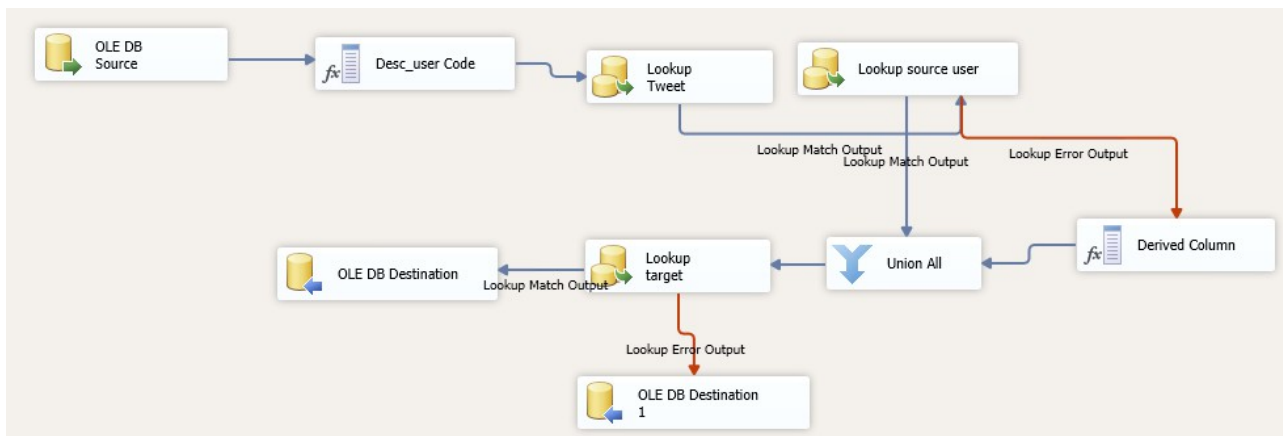 OLE DB
Source
fx
Desc_user Code
Lookup
Tweet
Lookup source user
Lookup Match Output
Lookup Match Output
Lookup Error Output
OLE DB Destination
Lookup Match Output
Lookup
target
Union All
fx
Derived Column
Lookup Error Output
OLE DB Destination
1